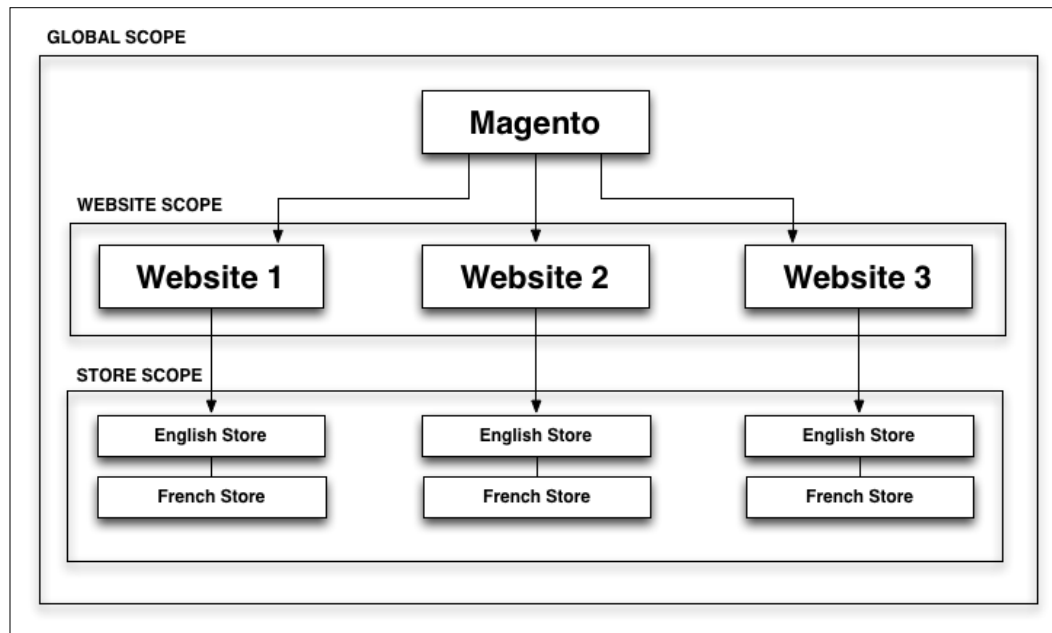 GLOBAL SCOPE
Magento
WEBSITE SCOPE
Website 1
Website 2
Website 3
STORE SCOPE
English Store
English Store
English Store
French Store
French Store
French Store